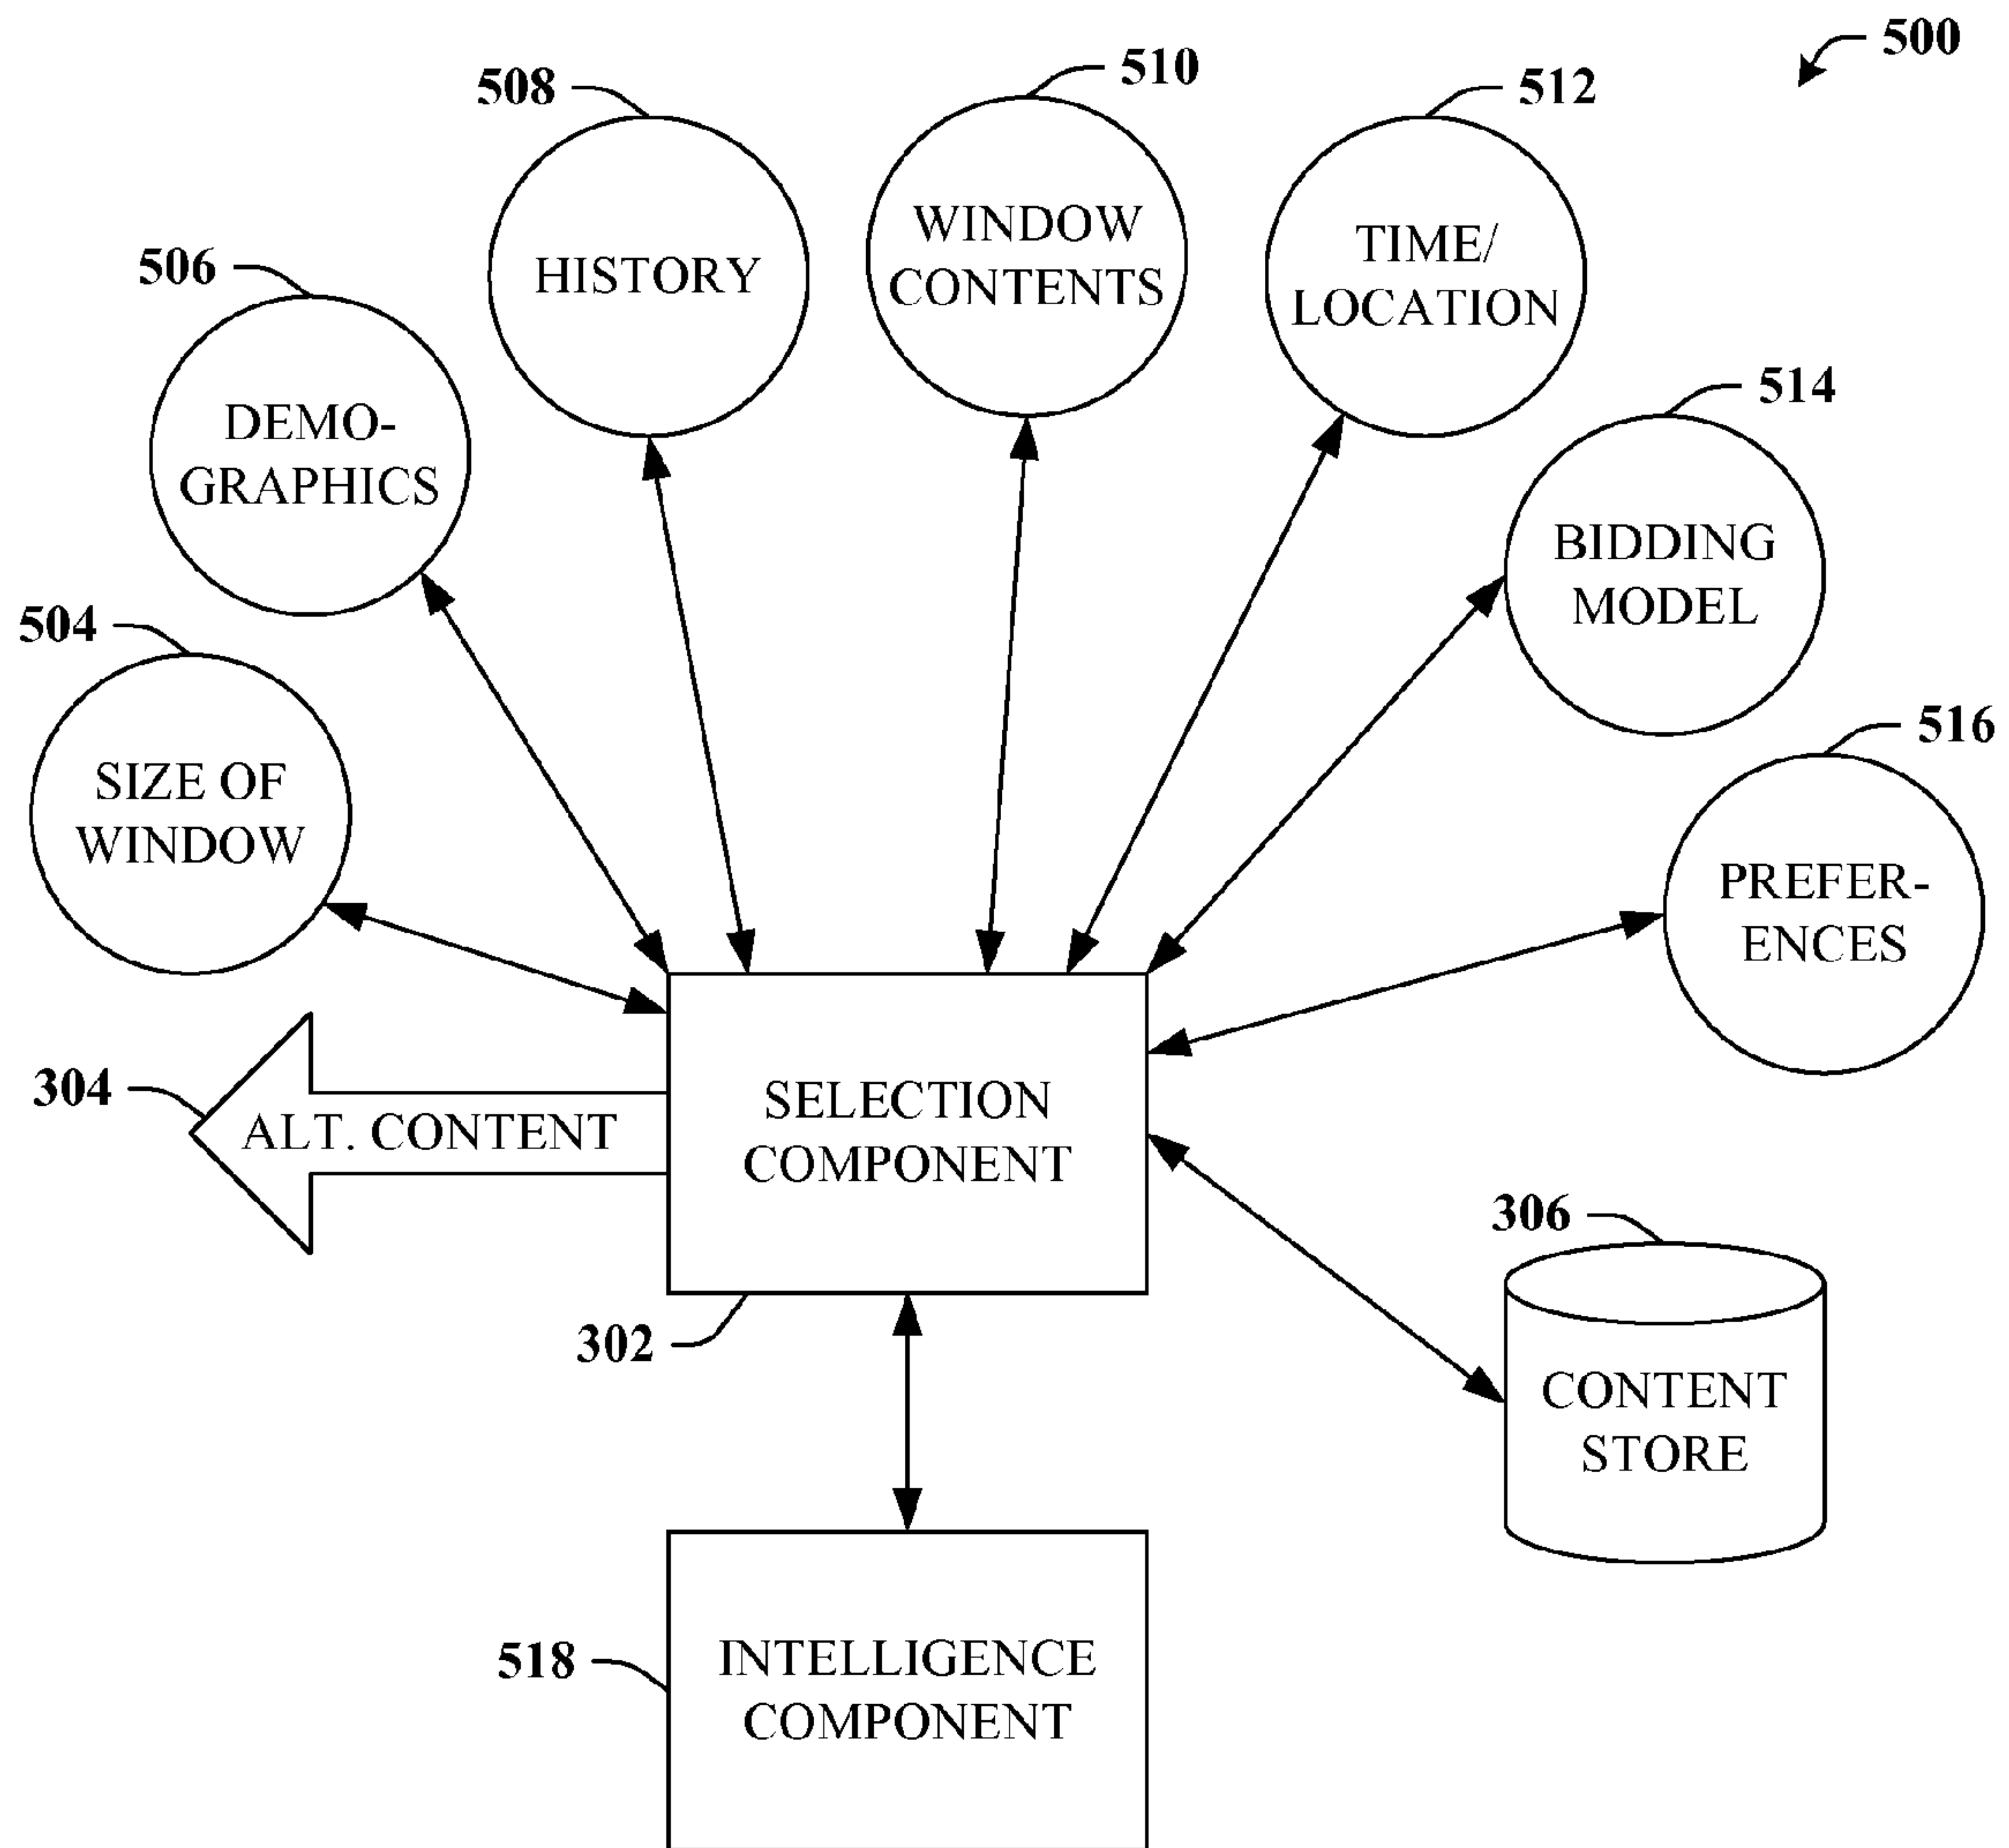 500
510
508
512
WINDOW
CONTENTS
TIME/
LOCATION
HISTORY
506
514
DEMO-
GRAPHICS
BIDDING
MODEL
504
516
SIZE OF
WINDOW
PREFER-
ENCES
304
ALT. CONTENT
SELECTION
COMPONENT
306
302
CONTENT
STORE
518
INTELLIGENCE
COMPONENT